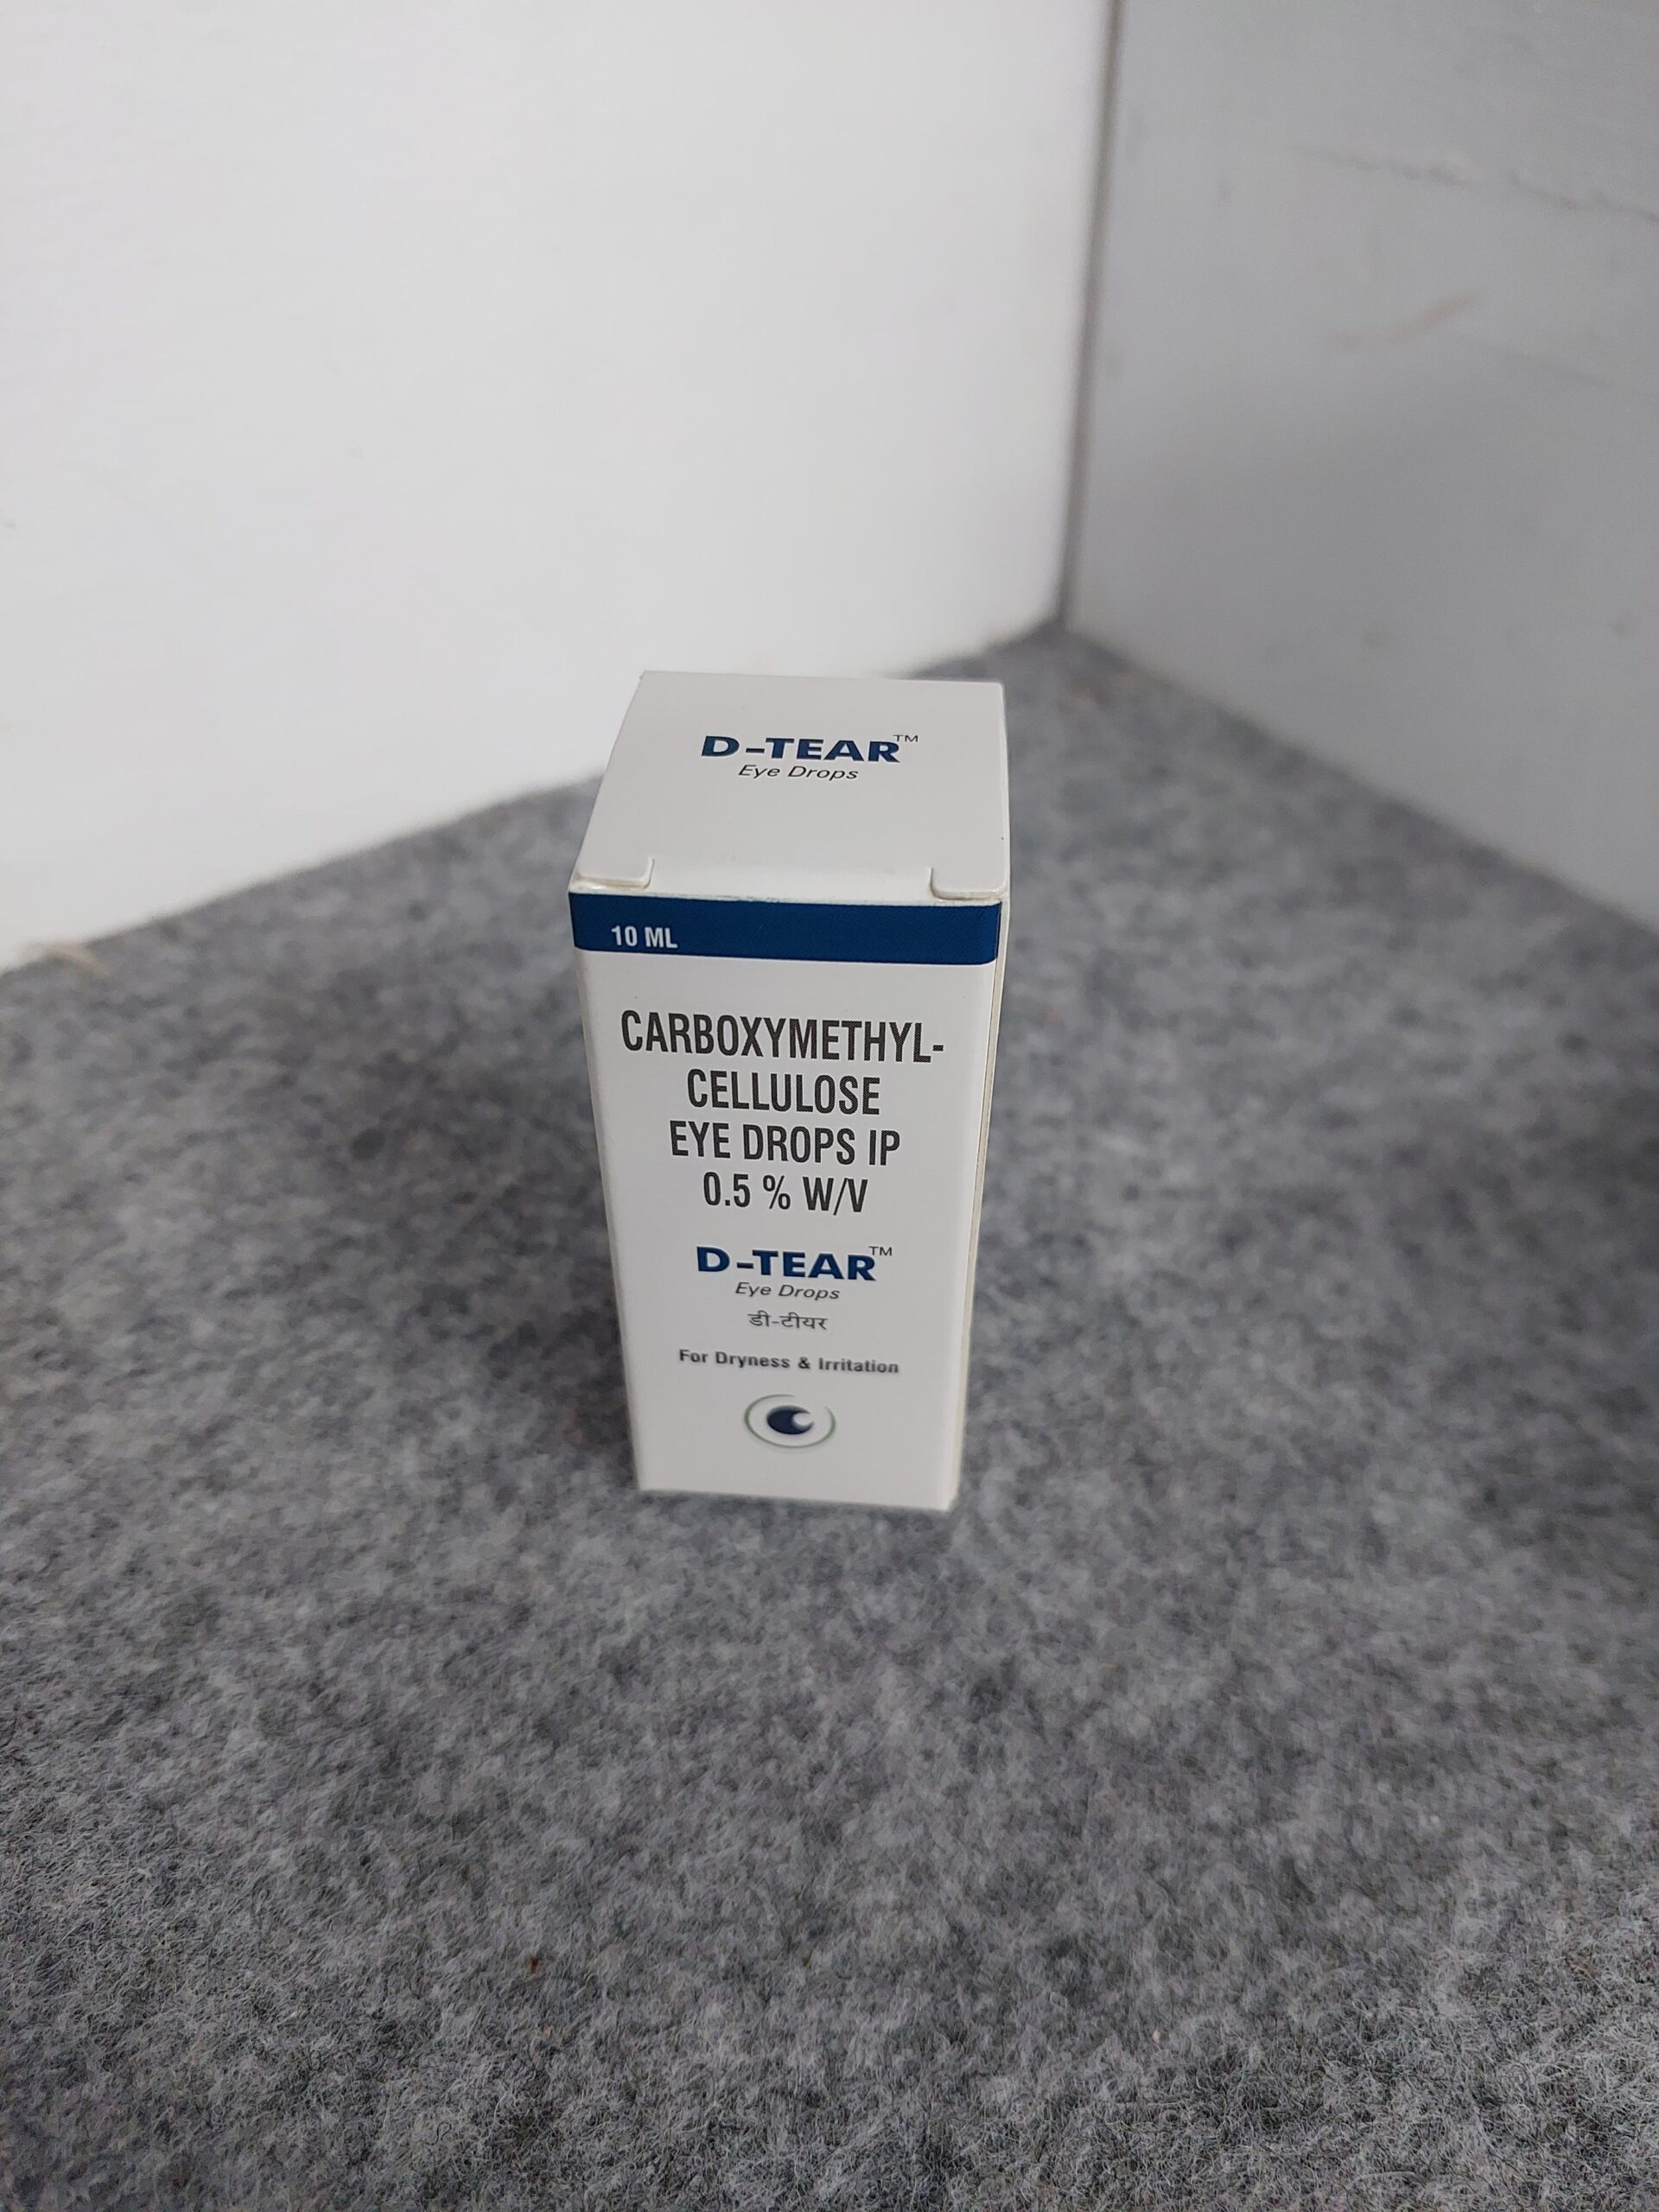 D-TEAR™
Eye Drops
10 ML
CARBOXYMETHYL-
CELLULOSE
EYE DROPS IP
0.5 % W/V
D-TEAR™
Eye Drops
डी-टीयर
For Dryness & Irritation